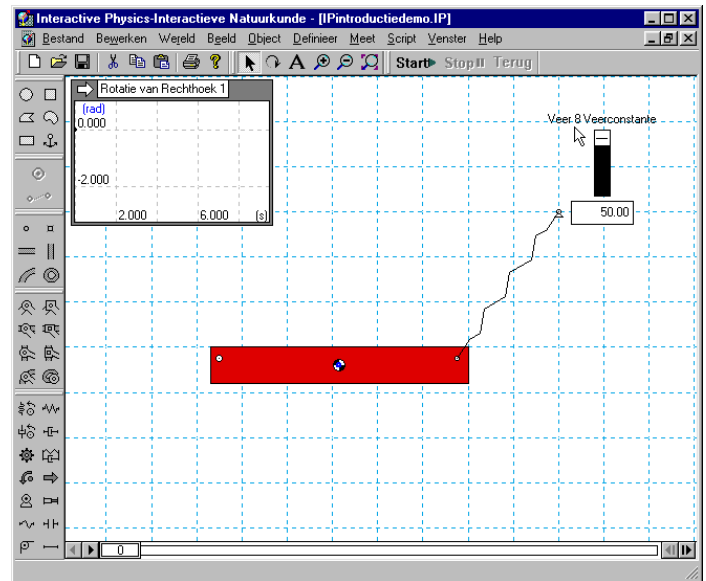 Interactive Physics-Interactieve Natuurkunde - [IPintroductiedemo.IP]
Bestand Bewerken Wereld Beeld Object Definieer Meet Script Venster Help
A Start Stop Terug
Rotatie van Rechthoek 1
(rad)
0.000
-2.000
2.000 6.000 (s)
Veer 8 Veerconstante
50.00
0